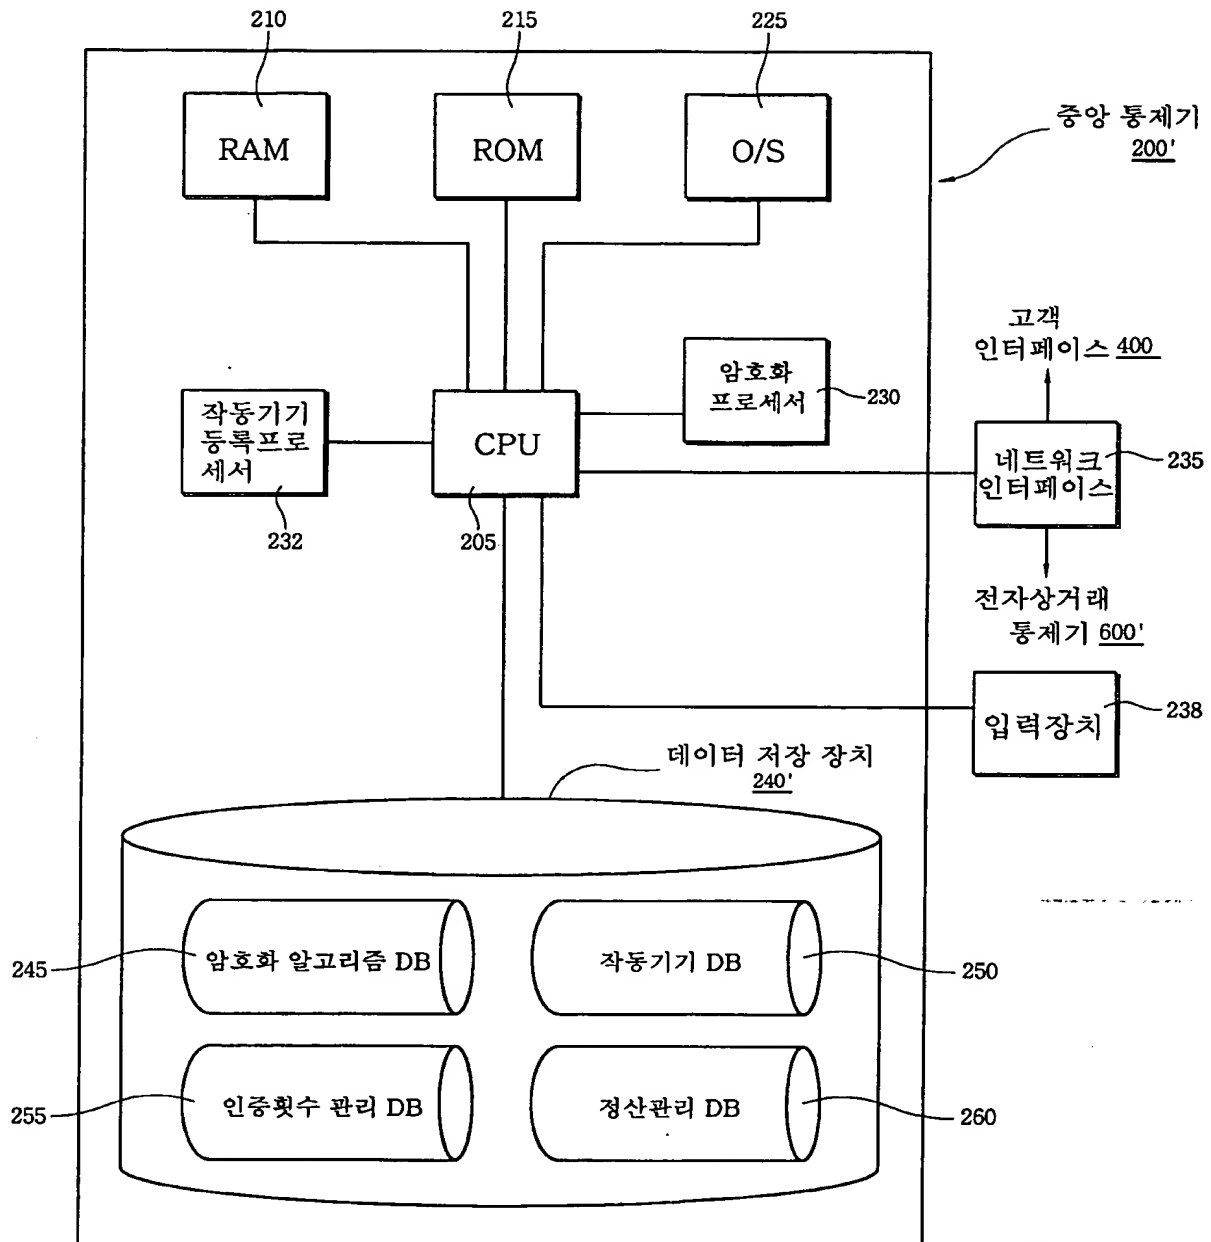 210
215
225
RAM
ROM
O/S
중앙 통제기
200'
고객
인터페이스 400
암호화
프로세서
230
작동기기
등록프로
세서
CPU
네트워크
인터페이스
235
232
205
전자상거래
통제기 600'
입력장치
238
데이터 저장 장치
240'
245
암호화 알고리즘 DB
작동기기 DB
250
255
인증횟수 관리 DB
정산관리 DB
260